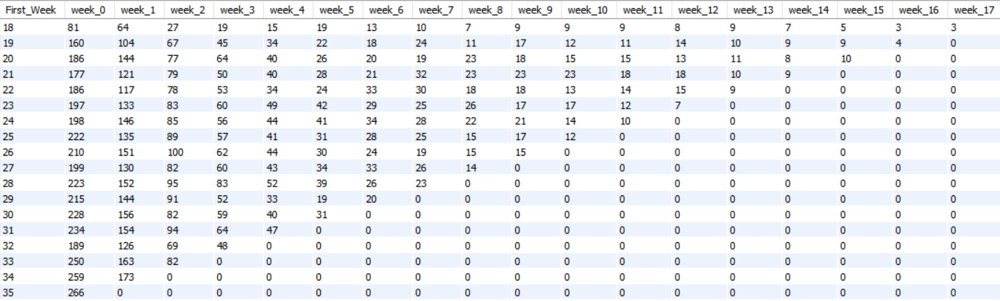 First_Week week_0 week_1 week_2 week_3 week_4 week_5 week_6 week_7 week_8 week_9 week_10 week_11 week_12 week_13 week_14 week_15 week_16 week_17
18 81 64 27 19 15 19 13 10 7 9 9 9 8 9 7 5 3 3
19 160 104 67 45 34 22 18 24 11 17 12 11 14 10 9 9 4 0
20 186 144 77 64 40 26 20 19 23 18 15 15 13 11 8 10 0 0
21 177 121 79 50 40 28 21 32 23 23 23 18 18 10 9 0 0 0
22 186 117 78 53 34 24 33 30 18 18 13 14 15 9 0 0 0 0
23 197 133 83 60 49 42 29 25 26 17 17 12 7 0 0 0 0 0
24 198 146 85 56 44 41 34 28 22 21 14 10 0 0 0 0 0 0
25 222 135 89 57 41 31 28 25 15 17 12 0 0 0 0 0 0 0
26 210 151 100 62 44 30 24 19 15 15 0 0 0 0 0 0 0 0
27 199 130 82 60 43 34 33 26 14 0 0 0 0 0 0 0 0 0
28 223 152 95 83 52 39 26 23 0 0 0 0 0 0 0 0 0 0
29 215 144 91 52 33 19 20 0 0 0 0 0 0 0 0 0 0 0
30 228 156 82 59 40 31 0 0 0 0 0 0 0 0 0 0 0 0
31 234 154 94 64 47 0 0 0 0 0 0 0 0 0 0 0 0 0
32 189 126 69 48 0 0 0 0 0 0 0 0 0 0 0 0 0 0
33 250 163 82 0 0 0 0 0 0 0 0 0 0 0 0 0 0 0
34 259 173 0 0 0 0 0 0 0 0 0 0 0 0 0 0 0 0
35 266 0 0 0 0 0 0 0 0 0 0 0 0 0 0 0 0 0